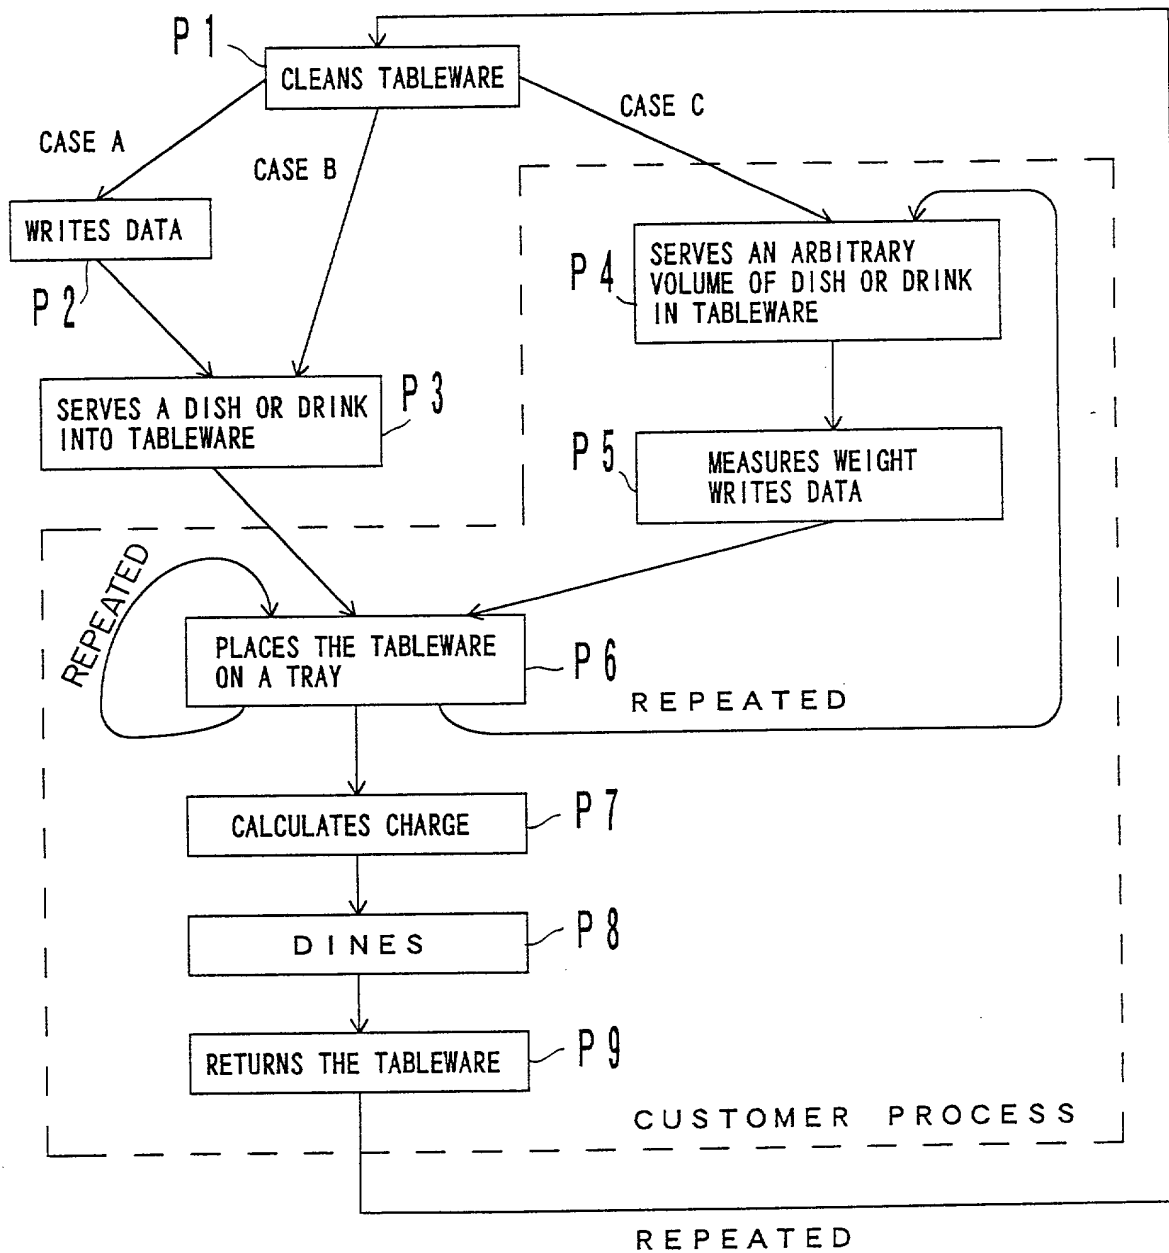 P 1
CLEANS TABLEWARE
CASE A
CASE B
CASE C
WRITES DATA
P 2
P 4
SERVES AN ARBITRARY
VOLUME OF DISH OR DRINK
IN TABLEWARE
P 3
SERVES A DISH OR DRINK
INTO TABLEWARE
P 5
MEASURES WEIGHT
WRITES DATA
REPEATED
PLACES THE TABLEWARE
ON A TRAY
P 6
REPEATED
CALCULATES CHARGE
P 7
DINES
P 8
RETURNS THE TABLEWARE
P 9
CUSTOMER PROCESS
REPEATED